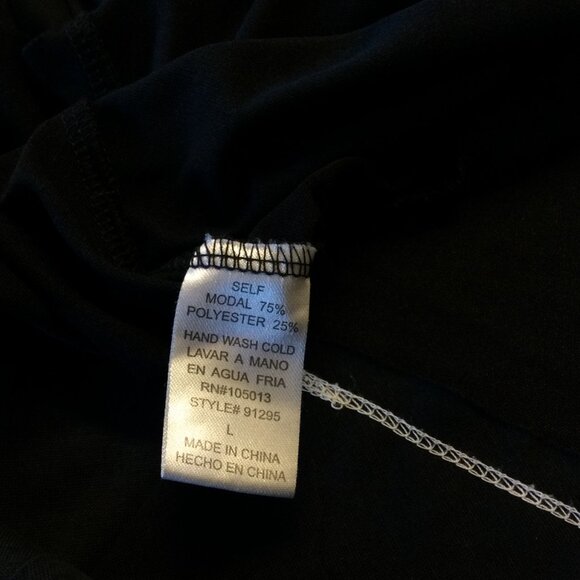 SELF
MODAL 75%
POLYESTER 25%
HAND WASH COLD
LAVAR A MANO
EN AGUA FRIA
RN#105013
STYLE# 91295
L
MADE IN CHINA
HECHO EN CHINA